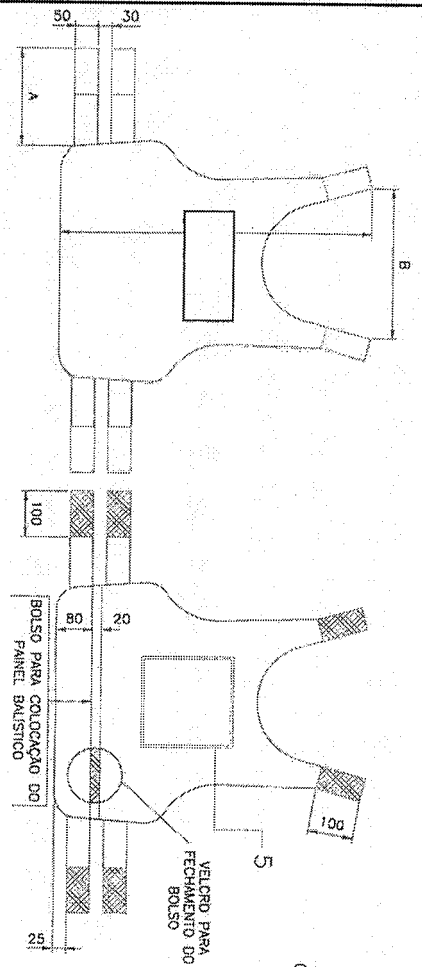 50
30
A
B
100
80
20
BOLSO PARA COLOCAÇÃO DO
PAINEL BALÍSTICO
5
100
VELCRO PARA
FECHAMENTO DO
BOLSO
25